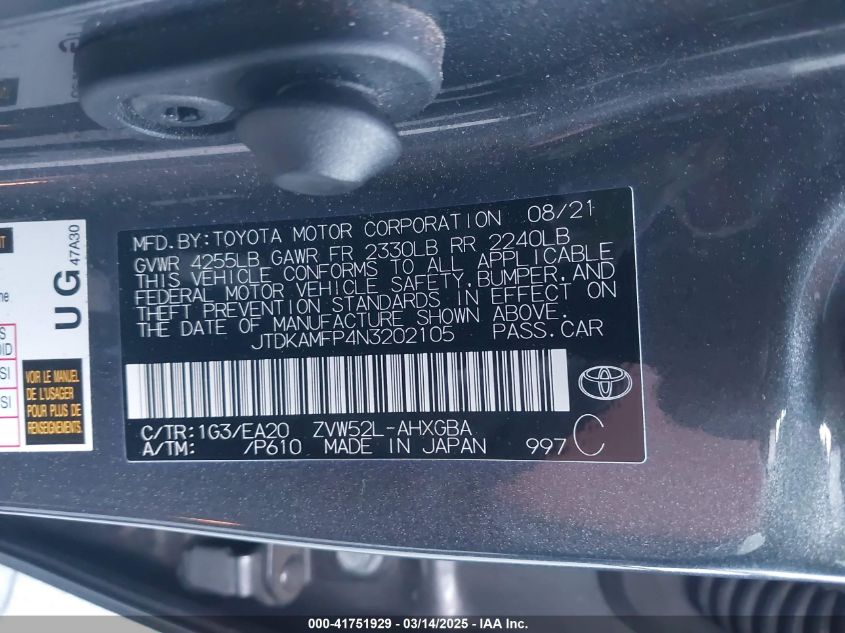 MFD. BY: TOYOTA MOTOR CORPORATION 08/21
GVWR 4255LB GAWR FR 2330LB RR 2240LB
THIS VEHICLE CONFORMS TO ALL APPLICABLE
FEDERAL MOTOR VEHICLE SAFETY, BUMPER, AND
THEFT PREVENTION STANDARDS IN EFFECT ON
THE DATE OF MANUFACTURE SHOWN ABOVE.
JTDKAMFP4N3202105 PASS. CAR
C/TR: 1G3/EA20 ZVW52L-AHXGBA
A/TM: /P610 MADE IN JAPAN 997 C
UG
47A30
VOIR LE MANUEL
DE L'USAGER
POUR PLUS DE
RENSEIGNEMENTS.
000-41751929 - 03/14/2025 - IAAI.com